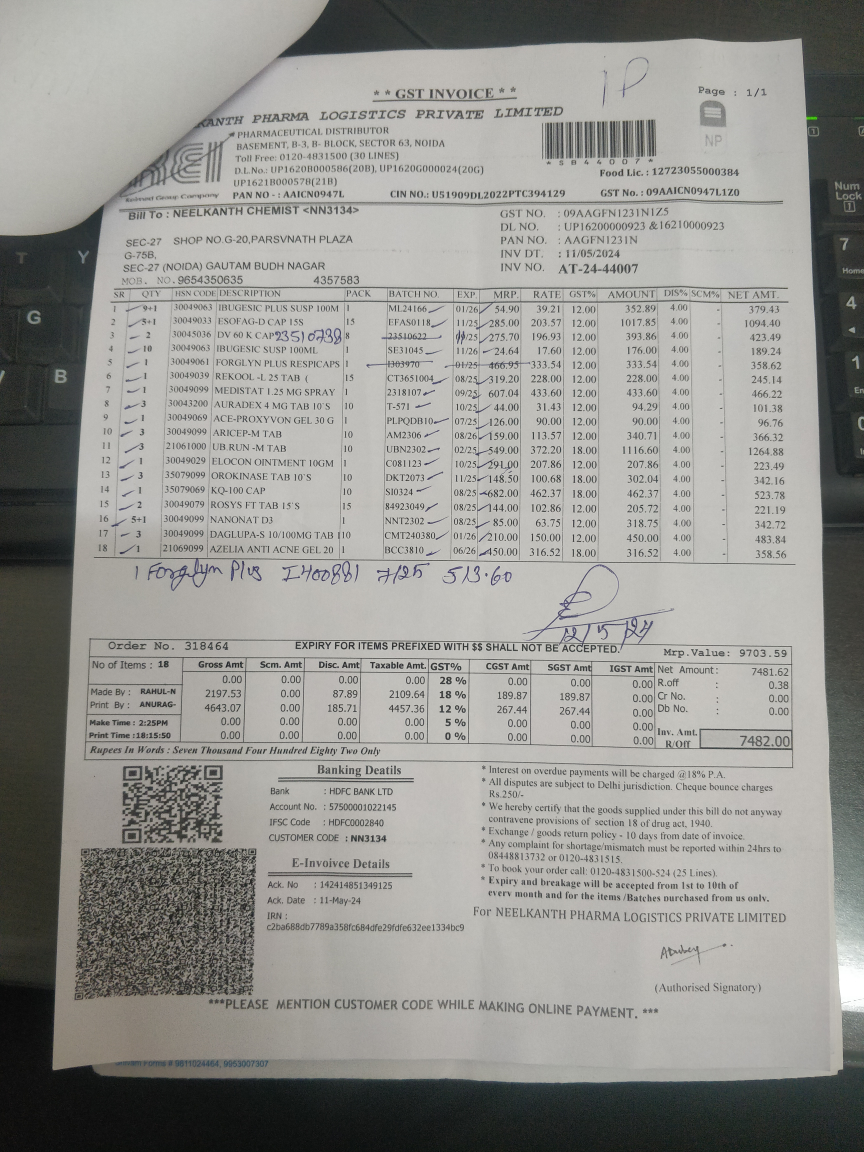 ** GST INVOICE **
IP
Page : 1/1
KANTH PHARMA LOGISTICS PRIVATE LIMITED
PHARMACEUTICAL DISTRIBUTOR
BASEMENT, B-3, B- BLOCK, SECTOR 63, NOIDA
Toll Free: 0120-4831500 (30 LINES)
D.L.No.: UP1620B000586(20B), UP1620G000024(20G)
UP1621B000578(21B)
*5844007*
NP
Food Lic. : 12723055000384
Group Company
PAN NO - : AAICN0947L CIN NO.: U51909DL2022PTC394129 GST No. : 09AAICN0947L1Z0
Bill To : NEELKANTH CHEMIST <NN3134>
SEC-27 SHOP NO.G-20,PARSVNATH PLAZA
G-75B,
SEC-27 (NOIDA) GAUTAM BUDH NAGAR
MOB. NO.9654350635 4357583
GST NO. : 09AAGFN1231N1Z5
DL NO. : UP16200000923 &16210000923
PAN NO. : AAGFN1231N
INV DT. : 11/05/2024
INV NO. AT-24-44007
SR QTY HSN CODE DESCRIPTION PACK BATCH NO. EXP. MRP. RATE GST% AMOUNT DIS% SCM% NET AMT.
1 9+1 30049063 IBUGESIC PLUS SUSP 100M 1 ML24166 01/26 54.90 39.21 12.00 352.89 4.00 - 379.43
2 5+1 30049033 ESOFAG-D CAP 15S 15 EFAS0118 11/25 285.00 203.57 12.00 1017.85 4.00 - 1094.40
3 2 30045036 DV 60 K CAP 23510738 8 23510622 11/25 275.70 196.93 12.00 393.86 4.00 - 423.49
4 10 30049063 IBUGESIC SUSP 100ML 1 SE31045 11/26 24.64 17.60 12.00 176.00 4.00 - 189.24
5 1 30049061 FORGLYN PLUS RESPICAPS 1 I303970 01/25 466.95 333.54 12.00 333.54 4.00 - 358.62
6 1 30049039 REKOOL -L 25 TAB ( 15 CT3651004 08/25 319.20 228.00 12.00 228.00 4.00 - 245.14
7 1 30049099 MEDISTAT 1.25 MG SPRAY 1 2318107 09/25 607.04 433.60 12.00 433.60 4.00 - 466.22
8 3 30043200 AURADEX 4 MG TAB 10`S 10 T-571 10/25 44.00 31.43 12.00 94.29 4.00 - 101.38
9 1 30049069 ACE-PROXYVON GEL 30 G 1 PLPQDB10 07/25 126.00 90.00 12.00 90.00 4.00 - 96.76
10 3 30049099 ARICEP-M TAB 10 AM2306 08/26 159.00 113.57 12.00 340.71 4.00 - 366.32
11 3 21061000 UB RUN -M TAB 10 UBN2302 02/25 549.00 372.20 18.00 1116.60 4.00 - 1264.88
12 1 30049029 ELOCON OINTMENT 10GM 1 C081123 10/25 291.00 207.86 12.00 207.86 4.00 - 223.49
13 3 35079099 OROKINASE TAB 10`S 10 DKT2073 11/25 148.50 100.68 18.00 302.04 4.00 - 342.16
14 1 35079069 KQ-100 CAP 10 SI0324 08/25 682.00 462.37 18.00 462.37 4.00 - 523.78
15 2 30049079 ROSYS FT TAB 15`S 15 84923049 08/25 144.00 102.86 12.00 205.72 4.00 - 221.19
16 5+1 30049099 NANONAT D3 1 NNT2302 08/25 85.00 63.75 12.00 318.75 4.00 - 342.72
17 3 30049099 DAGLUPA-S 10/100MG TAB 1 10 CMT240380 01/26 210.00 150.00 12.00 450.00 4.00 - 483.84
18 1 21069099 AZELIA ANTI ACNE GEL 20 1 BCC3810 06/26 450.00 316.52 18.00 316.52 4.00 - 358.56
1 Forglyn Plus I400881 7/25 513.60
12/5/24
Order No. 318464 EXPIRY FOR ITEMS PREFIXED WITH $$ SHALL NOT BE ACCEPTED. Mrp.Value: 9703.59
No of Items : 18 Gross Amt Scm. Amt Disc. Amt Taxable Amt. GST% CGST Amt SGST Amt IGST Amt Net Amount: 7481.62
0.00 0.00 0.00 0.00 28 % 0.00 0.00 0.00 R.off : 0.38
Made By : RAHUL-N 2197.53 0.00 87.89 2109.64 18 % 189.87 189.87 0.00 Cr No. : 0.00
Print By : ANURAG- 4643.07 0.00 185.71 4457.36 12 % 267.44 267.44 0.00 Db No. : 0.00
Make Time : 2:25PM 0.00 0.00 0.00 0.00 5 % 0.00 0.00 0.00
Print Time :18:15:50 0.00 0.00 0.00 0.00 0 % 0.00 0.00 0.00 Inv. Amt. R/Off 7482.00
Rupees In Words : Seven Thousand Four Hundred Eighty Two Only
Banking Deatils
Bank : HDFC BANK LTD
Account No. : 57500001022145
IFSC Code : HDFC0002840
CUSTOMER CODE : NN3134
E-Invoicee Details
Ack. No : 142414851349125
Ack. Date : 11-May-24
IRN :
c2ba688db7789a358fc684dfe29fdfe632ee1334bc9
* Interest on overdue payments will be charged @18% P.A.
* All disputes are subject to Delhi jurisdiction. Cheque bounce charges
Rs.250/-
* We hereby certify that the goods supplied under this bill do not anyway
contravene provisions of section 18 of drug act, 1940.
* Exchange / goods return policy - 10 days from date of invoice.
* Any complaint for shortage/mismatch must be reported within 24hrs to
08448813732 or 0120-4831515.
* To book your order call: 0120-4831500-524 (25 Lines).
* Expiry and breakage will be accepted from 1st to 10th of
every month and for the items /Batches purchased from us only.
For NEELKANTH PHARMA LOGISTICS PRIVATE LIMITED
(Authorised Signatory)
***PLEASE MENTION CUSTOMER CODE WHILE MAKING ONLINE PAYMENT. ***
9811024464, 9953007307
Num
Lock
7
Home
4
1
En
0
T
Y
G
B